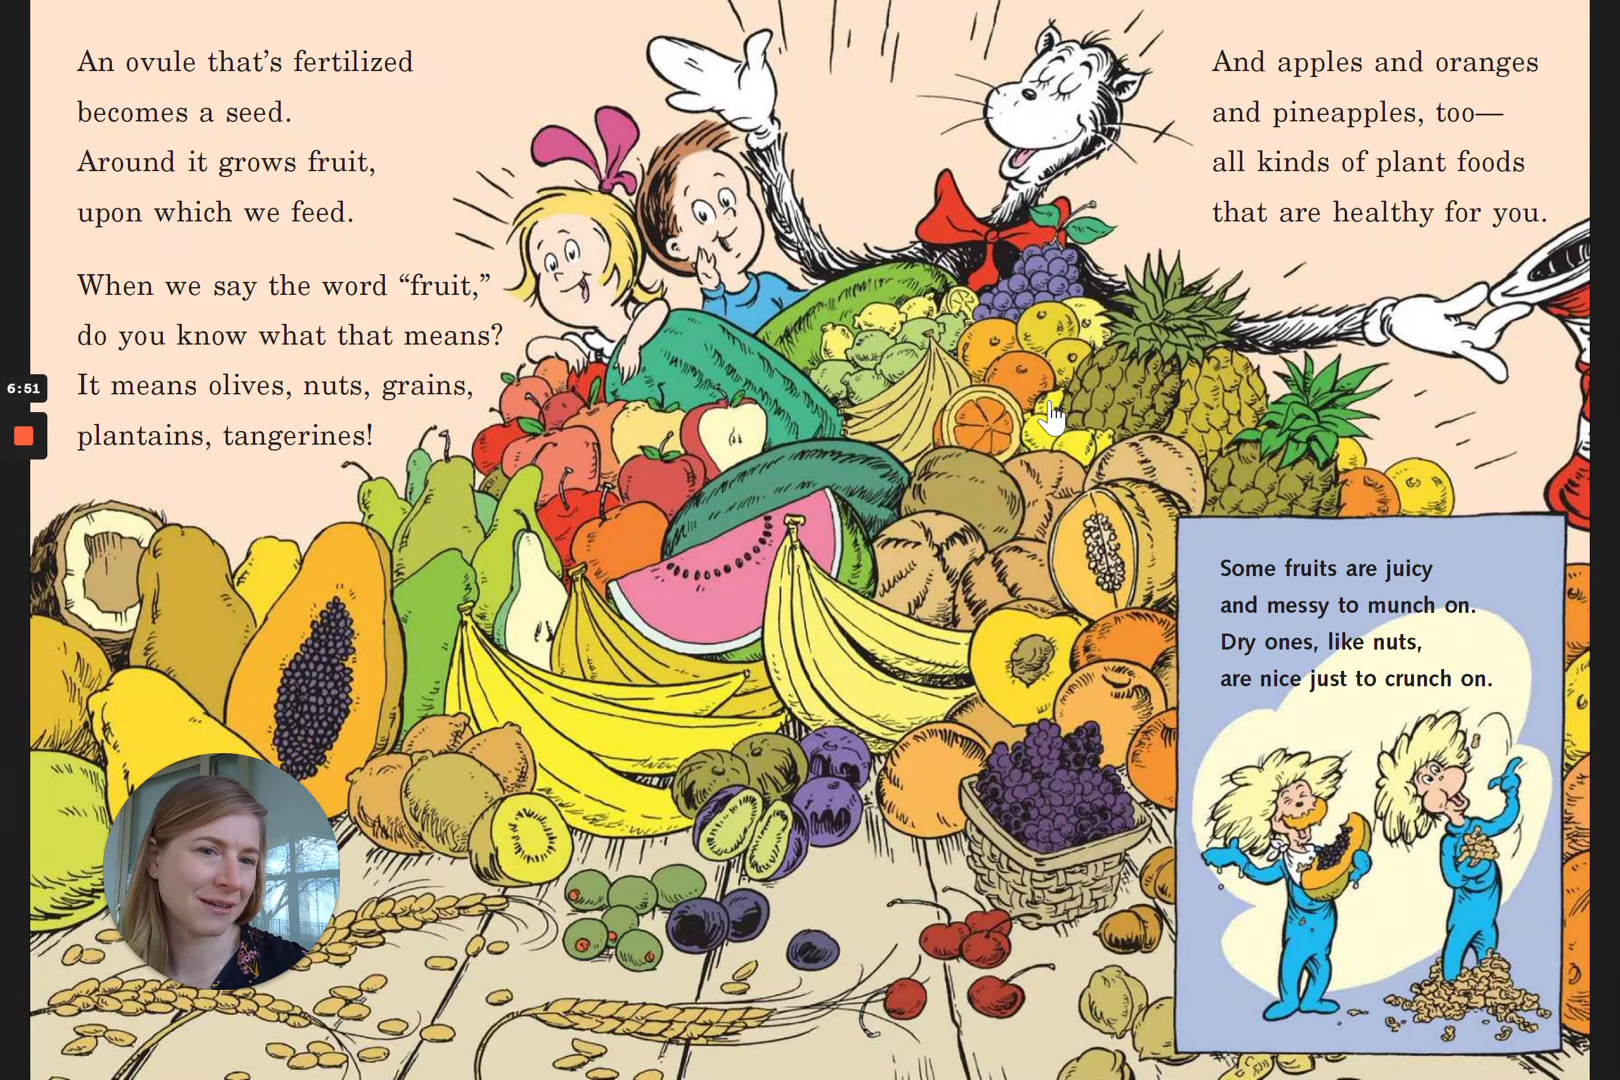 An ovule that’s fertilized
becomes a seed.
Around it grows fruit,
upon which we feed.
When we say the word “fruit,”
do you know what that means?
It means olives, nuts, grains,
plantains, tangerines!
And apples and oranges
and pineapples, too—
all kinds of plant foods
that are healthy for you.
6:51
Some fruits are juicy
and messy to munch on.
Dry ones, like nuts,
are nice just to crunch on.